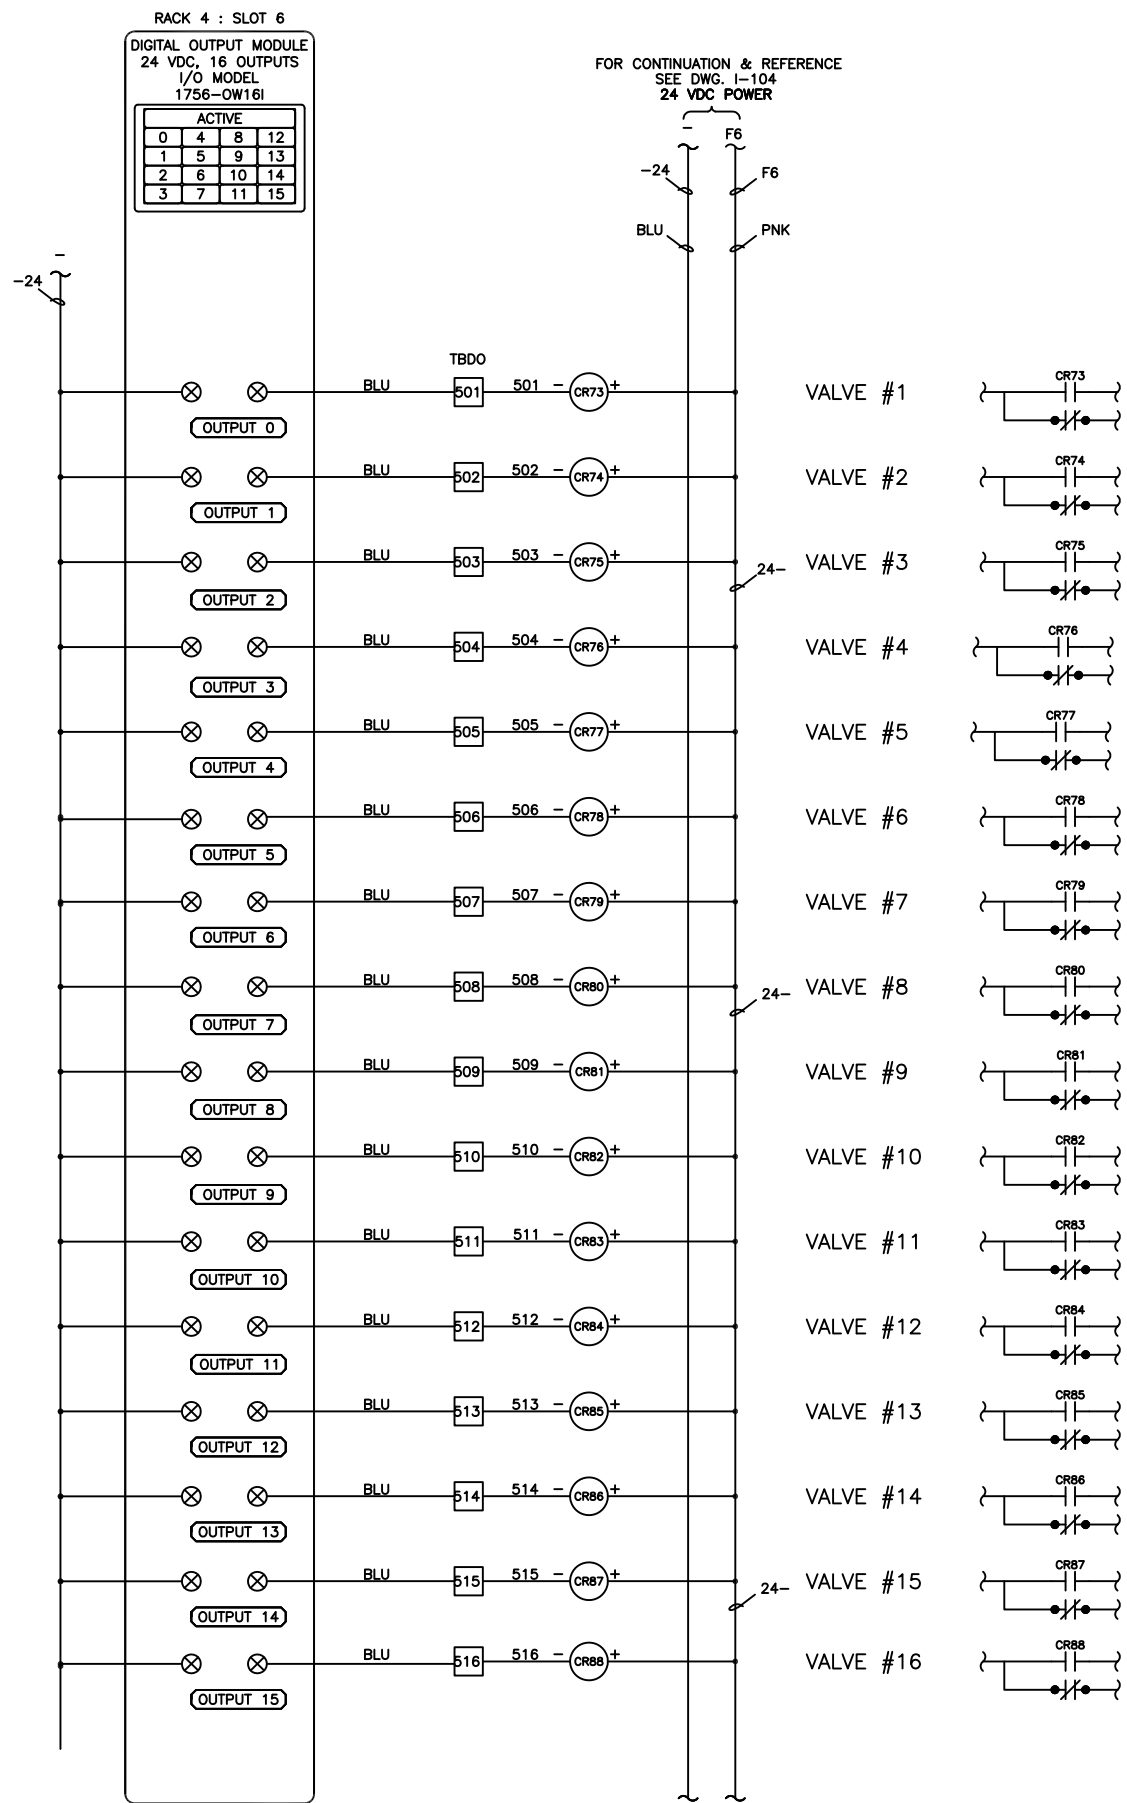 RACK 4 : SLOT 6
DIGITAL OUTPUT MODULE
24 VDC, 16 OUTPUTS
I/O MODEL
1756-OW16I
ACTIVE
0 4 8 12
1 5 9 13
2 6 10 14
3 7 11 15
FOR CONTINUATION & REFERENCE
SEE DWG. I-104
24 VDC POWER
- F6
-24 F6
BLU PNK
-
-24
TBDO
BLU 501 501 - CR73 + VALVE #1 CR73
OUTPUT 0
BLU 502 502 - CR74 + VALVE #2 CR74
OUTPUT 1
BLU 503 503 - CR75 + VALVE #3 CR75
24-
OUTPUT 2
BLU 504 504 - CR76 + VALVE #4 CR76
OUTPUT 3
BLU 505 505 - CR77 + VALVE #5 CR77
OUTPUT 4
BLU 506 506 - CR78 + VALVE #6 CR78
OUTPUT 5
BLU 507 507 - CR79 + VALVE #7 CR79
OUTPUT 6
BLU 508 508 - CR80 + VALVE #8 CR80
24-
OUTPUT 7
BLU 509 509 - CR81 + VALVE #9 CR81
OUTPUT 8
BLU 510 510 - CR82 + VALVE #10 CR82
OUTPUT 9
BLU 511 511 - CR83 + VALVE #11 CR83
OUTPUT 10
BLU 512 512 - CR84 + VALVE #12 CR84
OUTPUT 11
BLU 513 513 - CR85 + VALVE #13 CR85
OUTPUT 12
BLU 514 514 - CR86 + VALVE #14 CR86
OUTPUT 13
BLU 515 515 - CR87 + VALVE #15 CR87
24-
OUTPUT 14
BLU 516 516 - CR88 + VALVE #16 CR88
OUTPUT 15